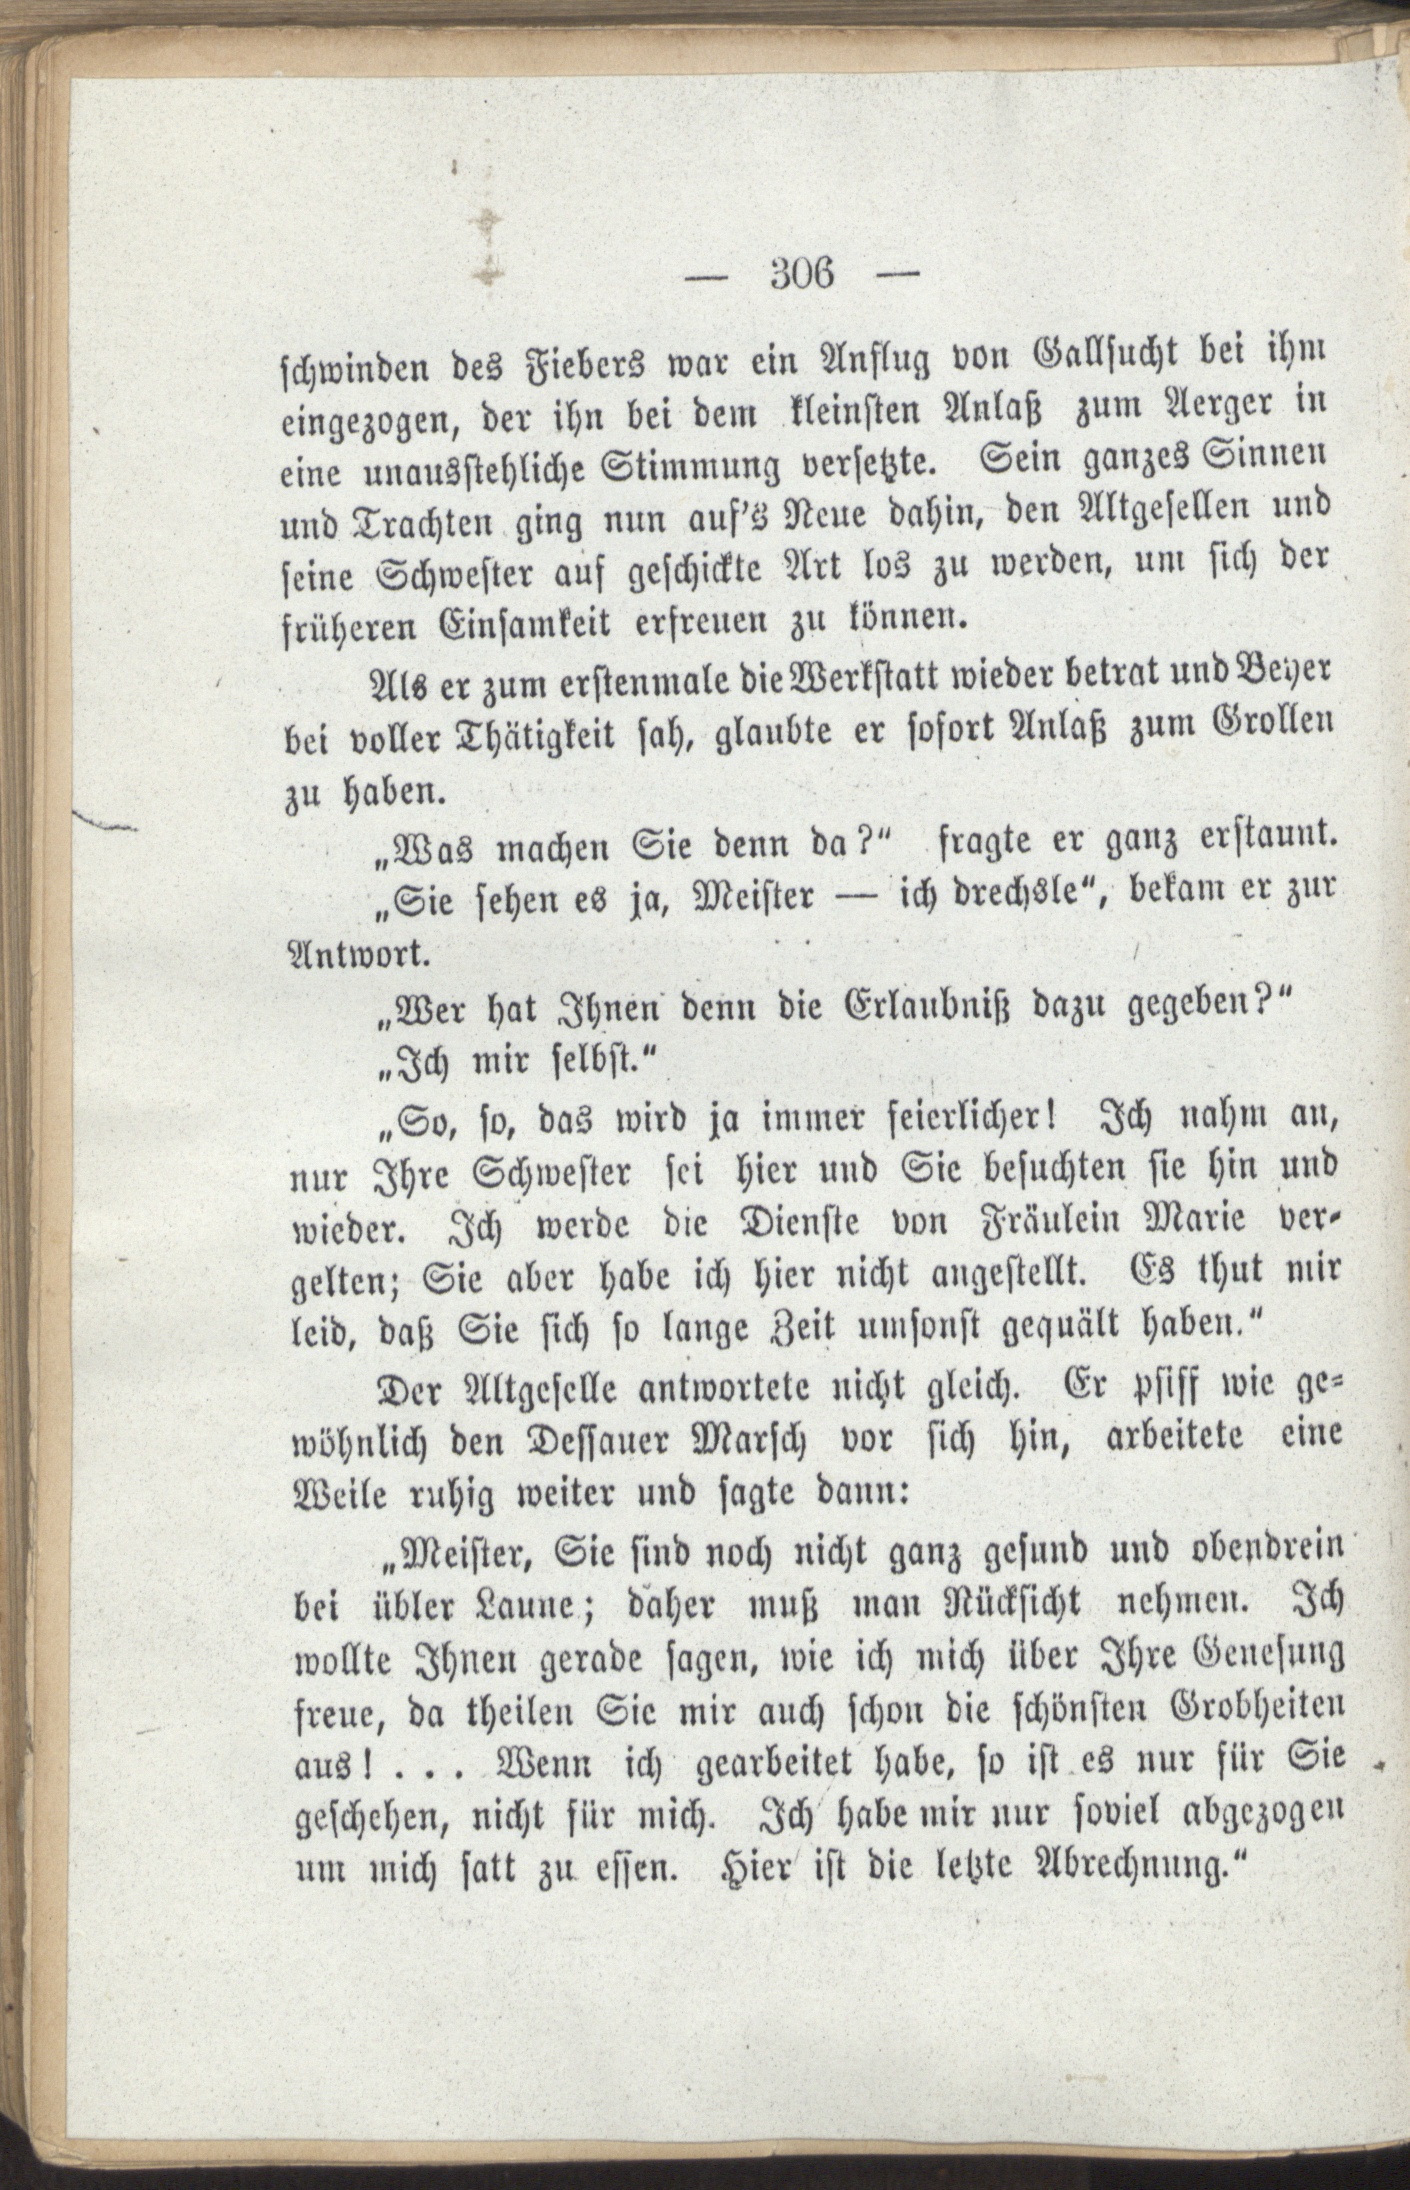 — 306 —
schwinden des Fiebers war ein Anflug von Gallsucht bei ihm
eingezogen, der ihn bei dem kleinsten Anlaß zum Aerger in
eine unausstehliche Stimmung versetzte. Sein ganzes Sinnen
und Trachten ging nun auf's Neue dahin, den Altgesellen und
seine Schwester auf geschickte Art los zu werden, um sich der
früheren Einsamkeit erfreuen zu können.
Als er zum erstenmale die Werkstatt wieder betrat und Beyer
bei voller Thätigkeit sah, glaubte er sofort Anlaß zum Grollen
zu haben.
„Was machen Sie denn da?“ fragte er ganz erstaunt.
„Sie sehen es ja, Meister — ich drechsle“, bekam er zur
Antwort.
„Wer hat Ihnen denn die Erlaubniß dazu gegeben?“
„Ich mir selbst.“
„So, so, das wird ja immer feierlicher! Ich nahm an,
nur Ihre Schwester sei hier und Sie besuchten sie hin und
wieder. Ich werde die Dienste von Fräulein Marie ver-
gelten; Sie aber habe ich hier nicht angestellt. Es thut mir
leid, daß Sie sich so lange Zeit umsonst gequält haben.“
Der Altgeselle antwortete nicht gleich. Er pfiff wie ge-
wöhnlich den Dessauer Marsch vor sich hin, arbeitete eine
Weile ruhig weiter und sagte dann:
„Meister, Sie sind noch nicht ganz gesund und obendrein
bei übler Laune; daher muß man Rücksicht nehmen. Ich
wollte Ihnen gerade sagen, wie ich mich über Ihre Genesung
freue, da theilen Sie mir auch schon die schönsten Grobheiten
aus! . . . Wenn ich gearbeitet habe, so ist es nur für Sie
geschehen, nicht für mich. Ich habe mir nur soviel abgezogen
um mich satt zu essen. Hier ist die letzte Abrechnung.“